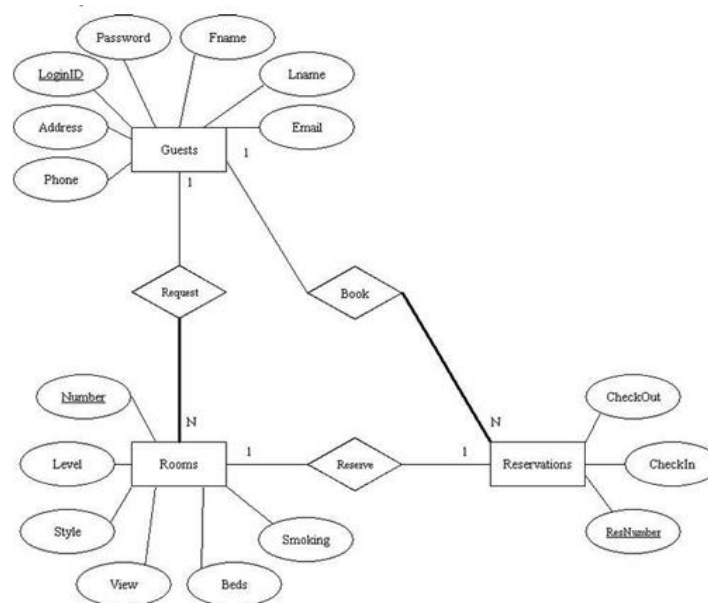 Password
Fname
LoginID
Lname
Address
Email
Guests
1
Phone
1
Request
Book
Number
CheckOut
N
N
Level
Rooms
1
Reserve
1
Reservations
CheckIn
Style
Smoking
ResNumber
View
Beds